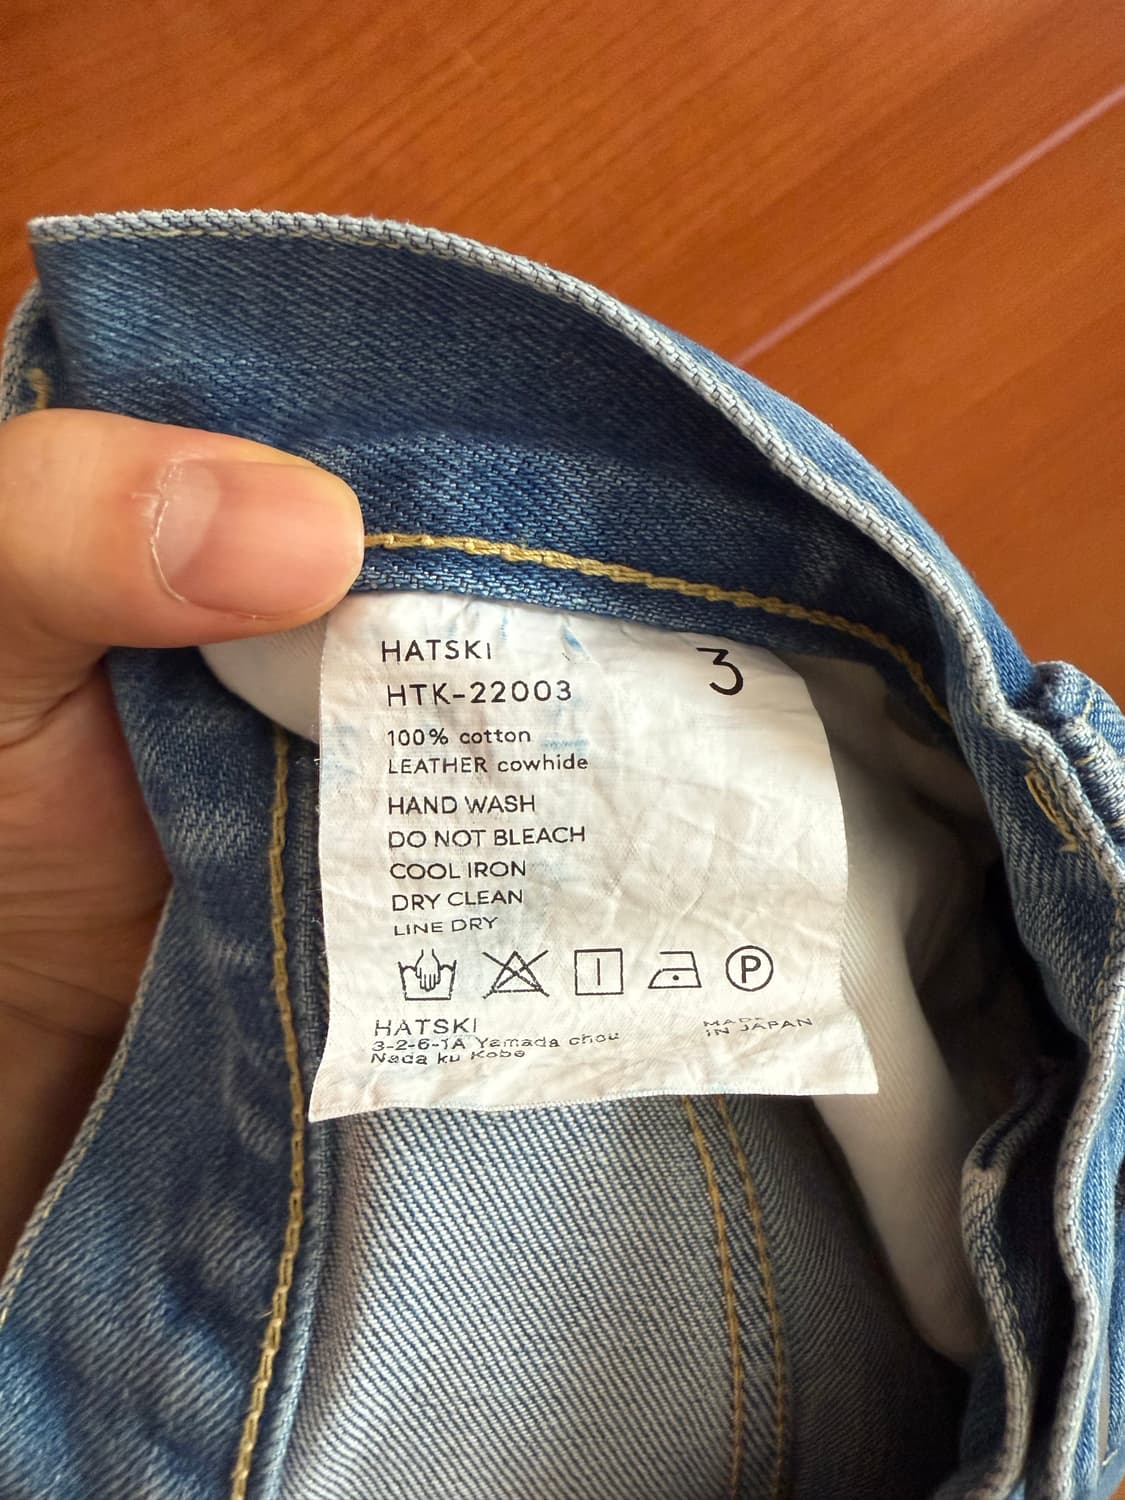 HATSKI
3
HTK-22003
100% cotton
LEATHER cowhide
HAND WASH
DO NOT BLEACH
COOL IRON
DRY CLEAN
LINE DRY
P
HATSKI
3-2-6-1A Yamada chou
Nada ku Kobe
MADE
IN JAPAN